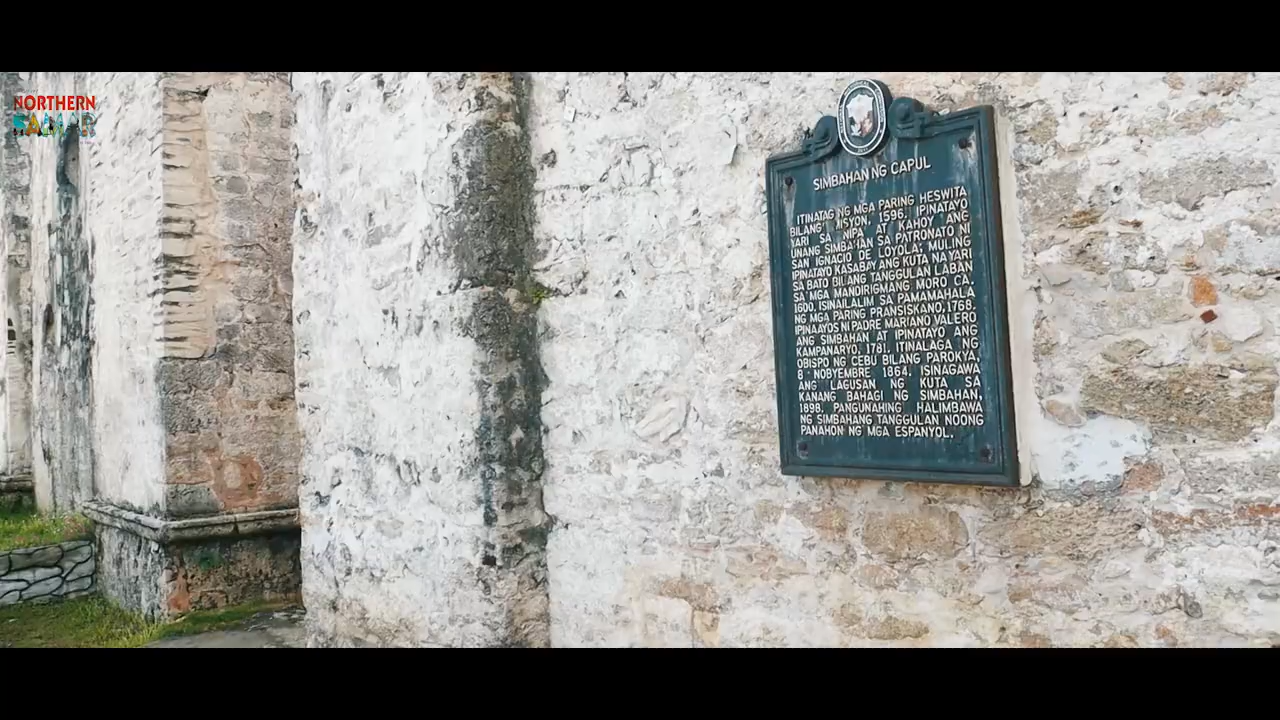 NORTHERN
SAMAR
SIMBAHAN NG CAPUL
ITINATAG NG MGA PARING HESWITA
BILANG MISYON, 1596. IPINATAYO
YARI SA NIPA AT KAHOY ANG
UNANG SIMBAHAN SA PATRONATO NI
SAN IGNACIO DE LOYOLA; MULING
IPINATAYO KASABAY ANG KUTA NA YARI
SA BATO BILANG TANGGULAN LABAN
SA MGA MANDIRIGMANG MORO CA.
1600. ISINAILALIM SA PAMAMAHALA
NG MGA PARING PRANSISKANO, 1768.
IPINAAYOS NI PADRE MARIANO VALERO
ANG SIMBAHAN AT IPINATAYO ANG
KAMPANARYO, 1781. ITINALAGA NG
OBISPO NG CEBU BILANG PAROKYA,
8 NOBYEMBRE 1864. ISINAGAWA
ANG LAGUSAN NG KUTA SA
KANANG BAHAGI NG SIMBAHAN,
1898. PANGUNAHING HALIMBAWA
NG SIMBAHANG TANGGULAN NOONG
PANAHON NG MGA ESPANYOL.